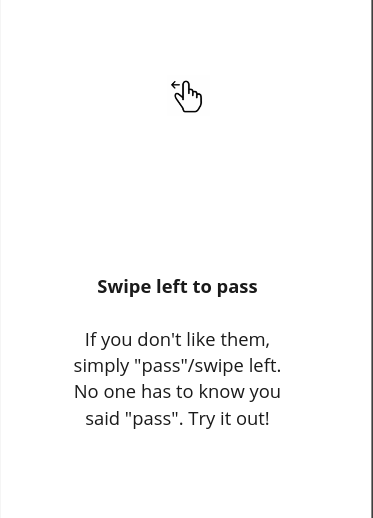 Swipe left to pass
If you don't like them,
simply "pass"/swipe left.
No one has to know you
said "pass". Try it out!